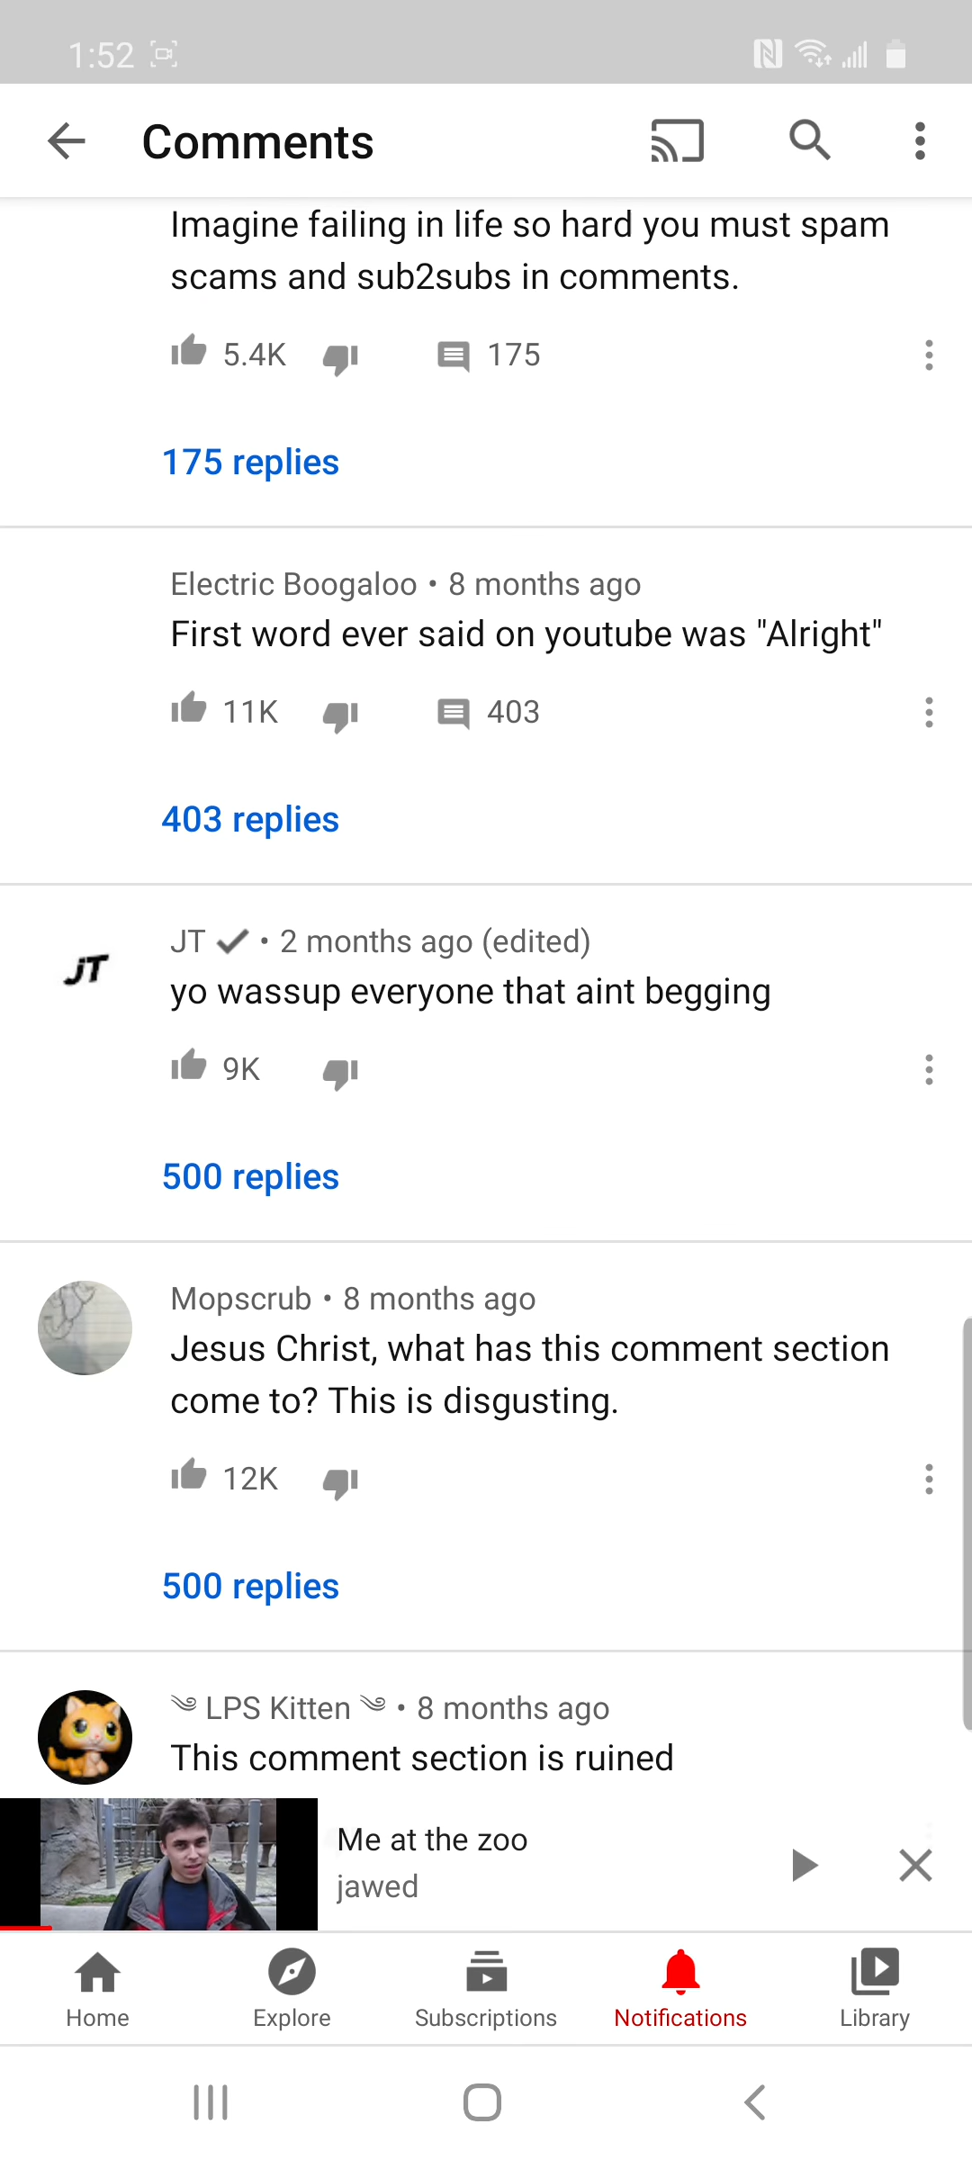 1:52
Comments
Imagine failing in life so hard you must spam
scams and sub2subs in comments.
5.4K 175
175 replies
Electric Boogaloo • 8 months ago
First word ever said on youtube was "Alright"
11K 403
403 replies
JT
JT ✔ • 2 months ago (edited)
yo wassup everyone that aint begging
9K
500 replies
Mopscrub • 8 months ago
Jesus Christ, what has this comment section
come to? This is disgusting.
12K
500 replies
༄ LPS Kitten ༄ • 8 months ago
This comment section is ruined
Me at the zoo
jawed
Home Explore Subscriptions Notifications Library